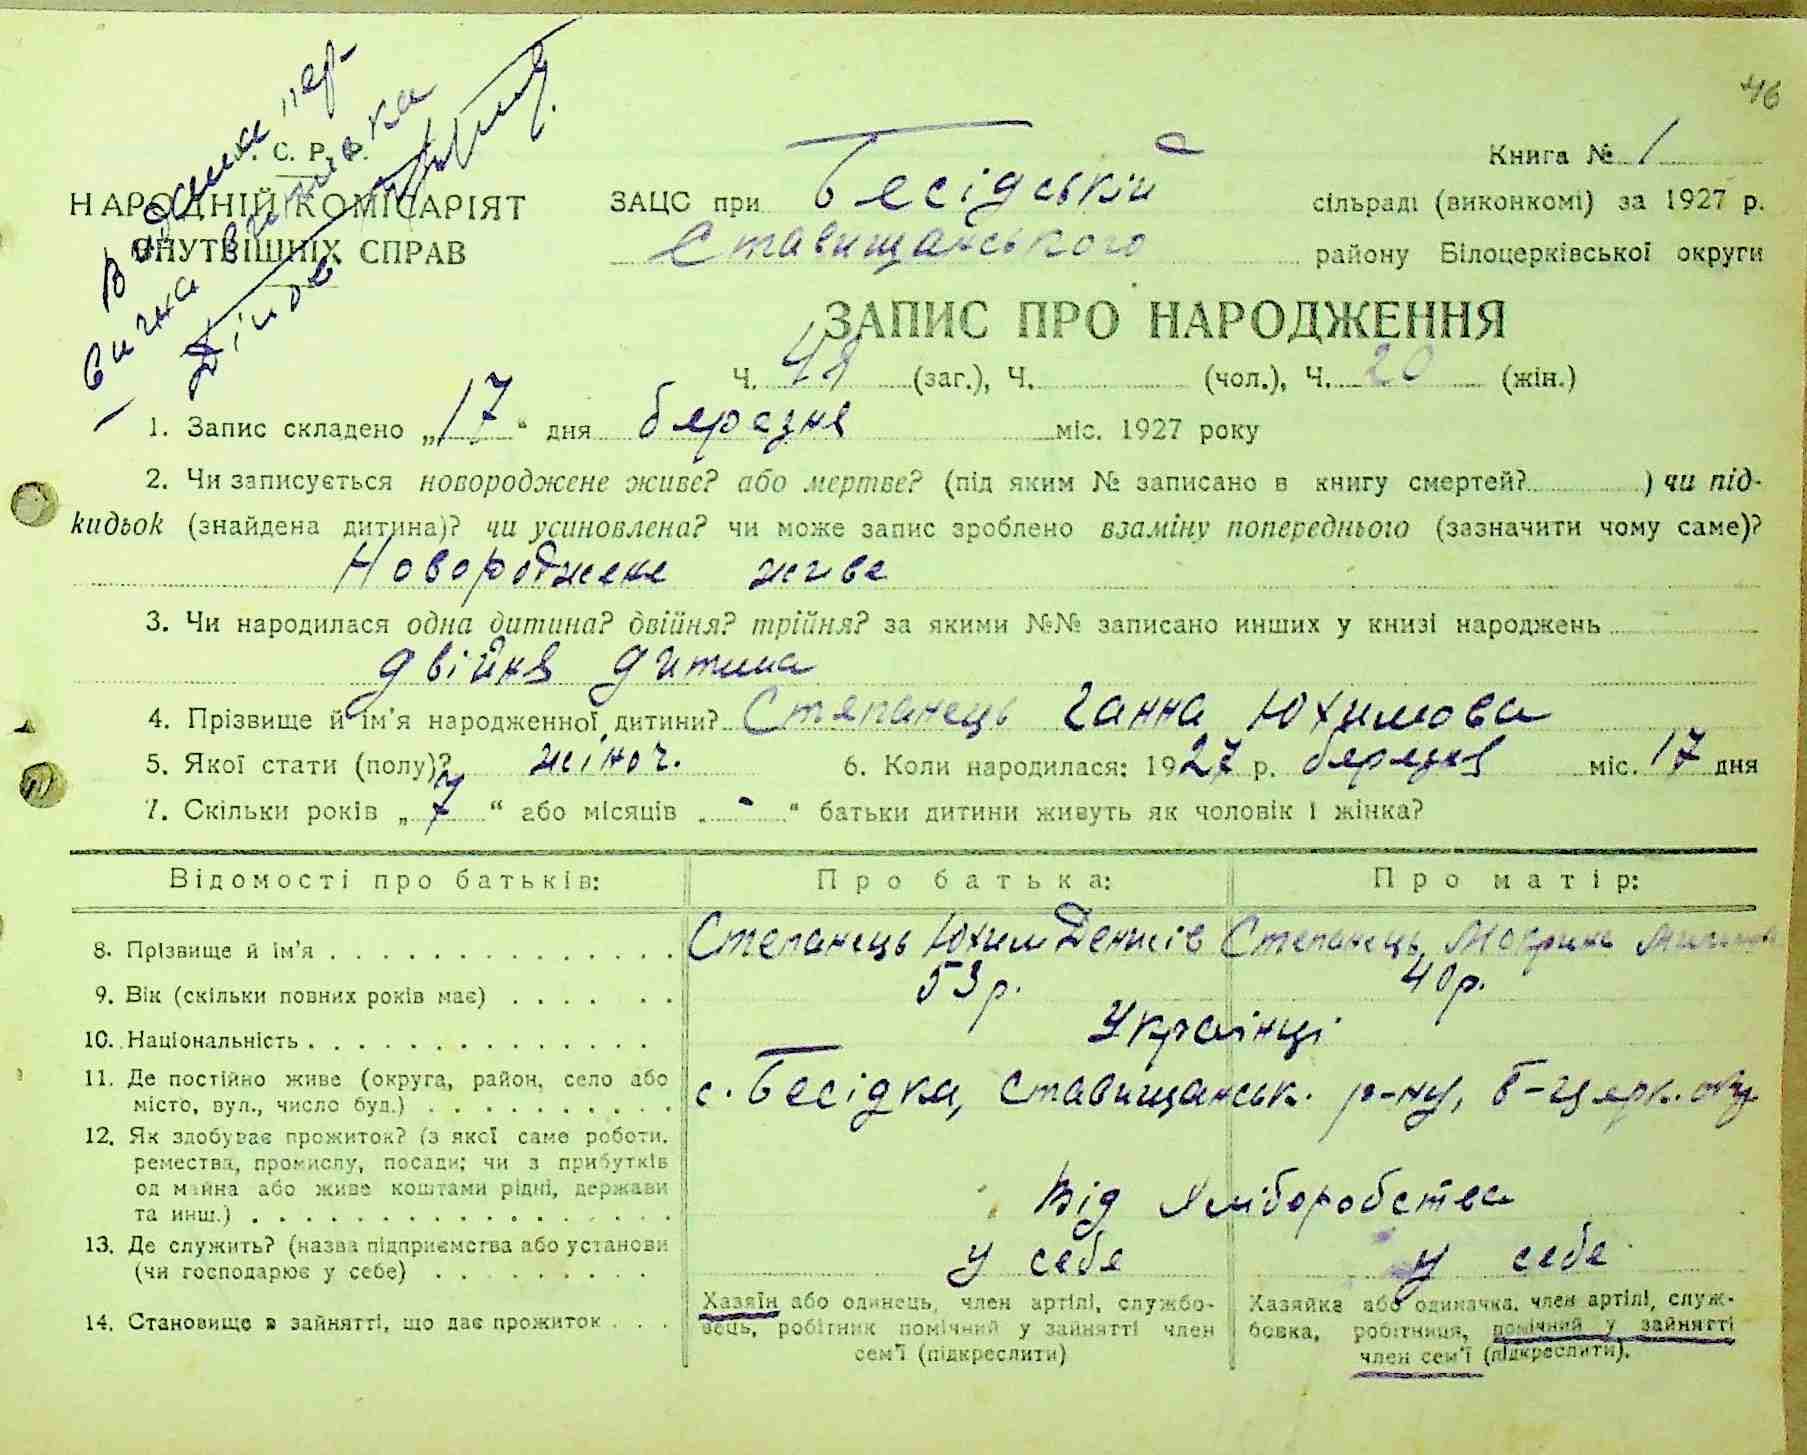 46
Книга № 1
С. Р. Р.
НАРОДНІЙ КОМІСАРІЯТ
ВНУТРІШНІХ СПРАВ
ЗАЦС при Бесідській сільраді (виконкомі) за 1927 р.
Ставищанського району Білоцерківської округи
ЗАПИС ПРО НАРОДЖЕННЯ
Ч. (заг.), Ч. (чол.), Ч. 20 (жін.)
1. Запис складено „17“ дня березня міс. 1927 року
2. Чи записується новороджене живе? або мертве? (під яким № записано в книгу смертей? ) чи під-
кидьок (знайдена дитина)? чи усиновлена? чи може запис зроблено взаміну попереднього (зазначити чому саме)?
Новороджене живе
3. Чи народилася одна дитина? двійня? трійня? за якими №№ записано инших у книзі народжень
двійня дитина
4. Прізвище й ім'я народженної дитини? Степанець Ганна Юхимова
5. Якої стати (полу)? жіноч. 6. Коли народилася: 1927 р. березня міс. 17 дня
7. Скільки років „7“ або місяців „-“ батьки дитини живуть як чоловік і жінка?
Відомості про батьків: Про батька: Про матір:
8. Прізвище й ім'я Степанець Юхим Денисів Степанець Мокрина
9. Вік (скільки повних років має) 53 р. 40 р.
10. Національність Українці
11. Де постійно живе (округа, район, село або
місто, вул., число буд.) с. Бесідка, Ставищанськ. р-ну, Б-Церк. окр.
12. Як здобуває прожиток? (з якої саме роботи,
ремества, промислу, посади; чи з прибутків
од майна або живе коштами рідні, держави
та инш.) Від Хліборобства
13. Де служить? (назва підприємства або установи
(чи господарює у себе) у себе у себе
14. Становище в зайнятті, що дає прожиток
Хазяїн або одинець, член артілі, службо-
вець, робітник помічний у зайнятті член
сем'ї (підкреслити)
Хазяйка або одиначка, член артілі, служ-
бовка, робітниця, помічний у зайнятті
член сем'ї (підкреслити).